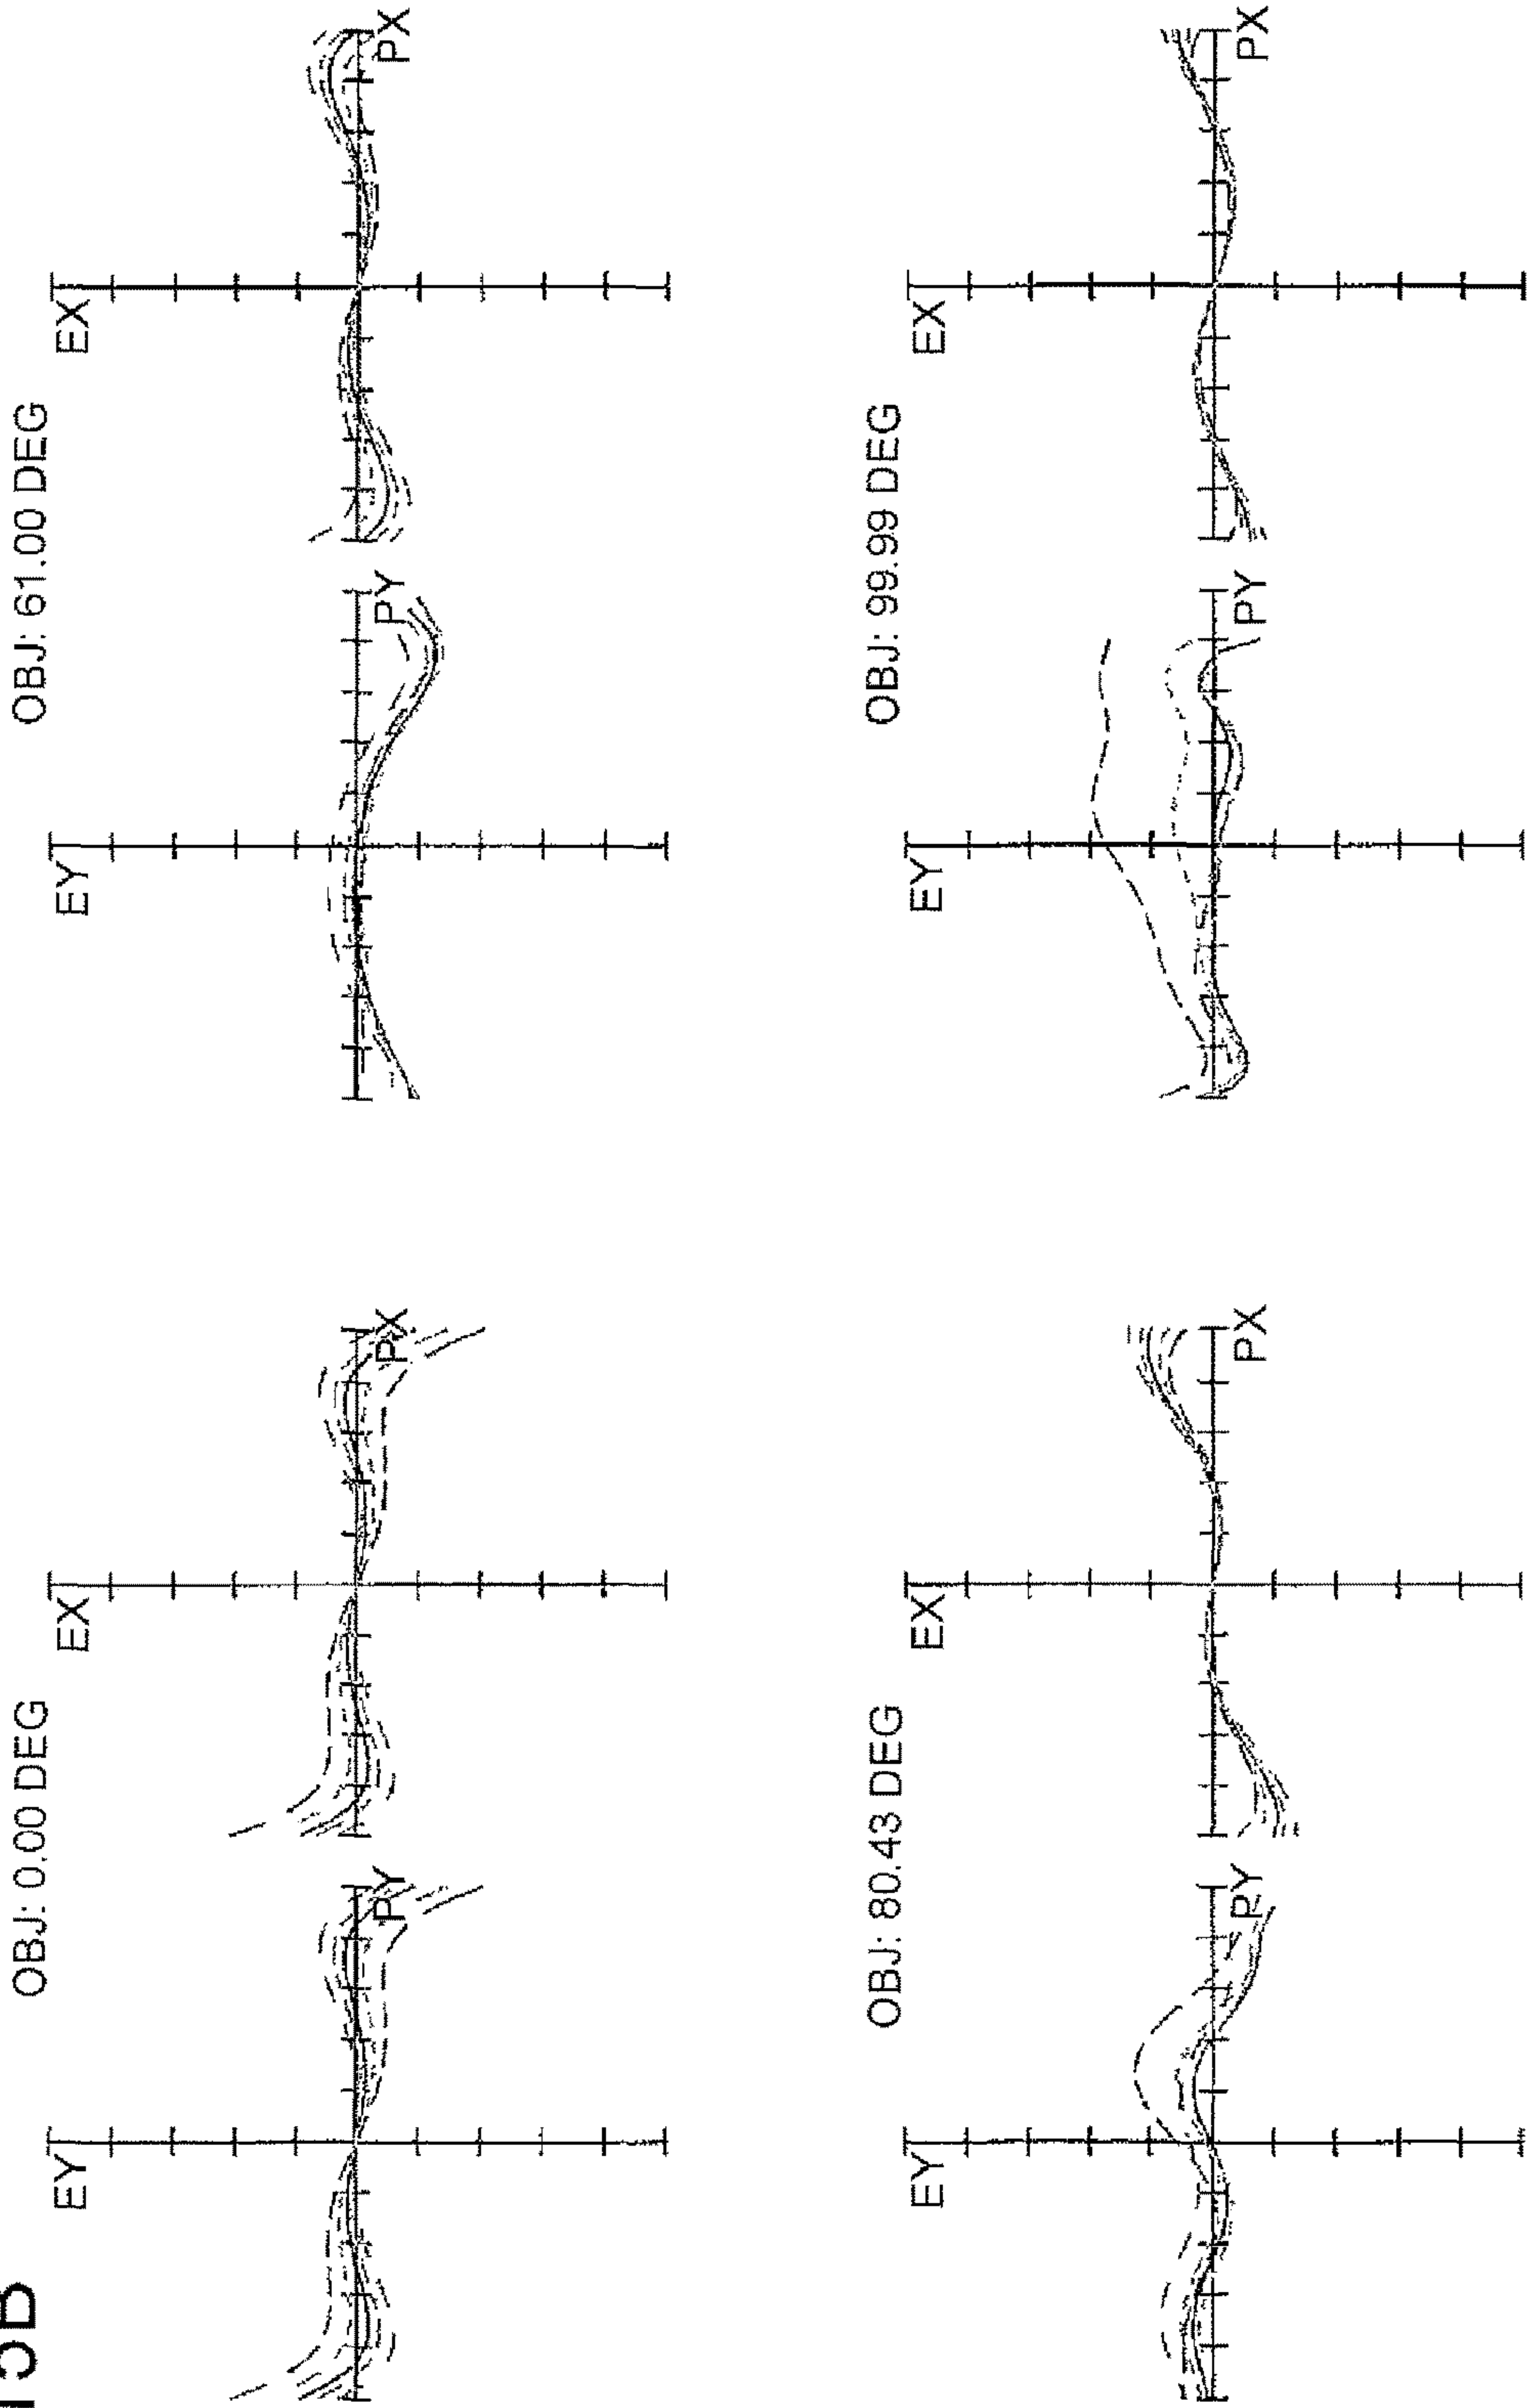 OBJ: 0.00 DEG OBJ: 61.00 DEG
EY EX EY EX
PY PX PY PX
OBJ: 80.43 DEG OBJ: 99.99 DEG
EY EX EY EX
PY PX PY PX